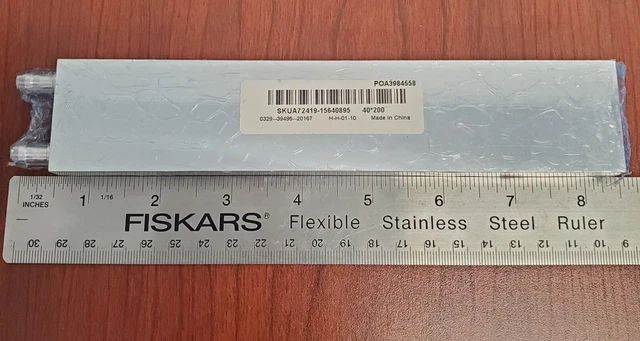 POA3984558
SKUA72419-15640895 40*200
0329--39496--20167 H-H-01-10 Made in China
1/32 1 1/16 2 3 4 5 6 7 8
INCHES
FISKARS® Flexible Stainless Steel Ruler
30 29 28 27 26 25 24 23 22 21 20 19 18 17 16 15 14 13 12 11 10 9